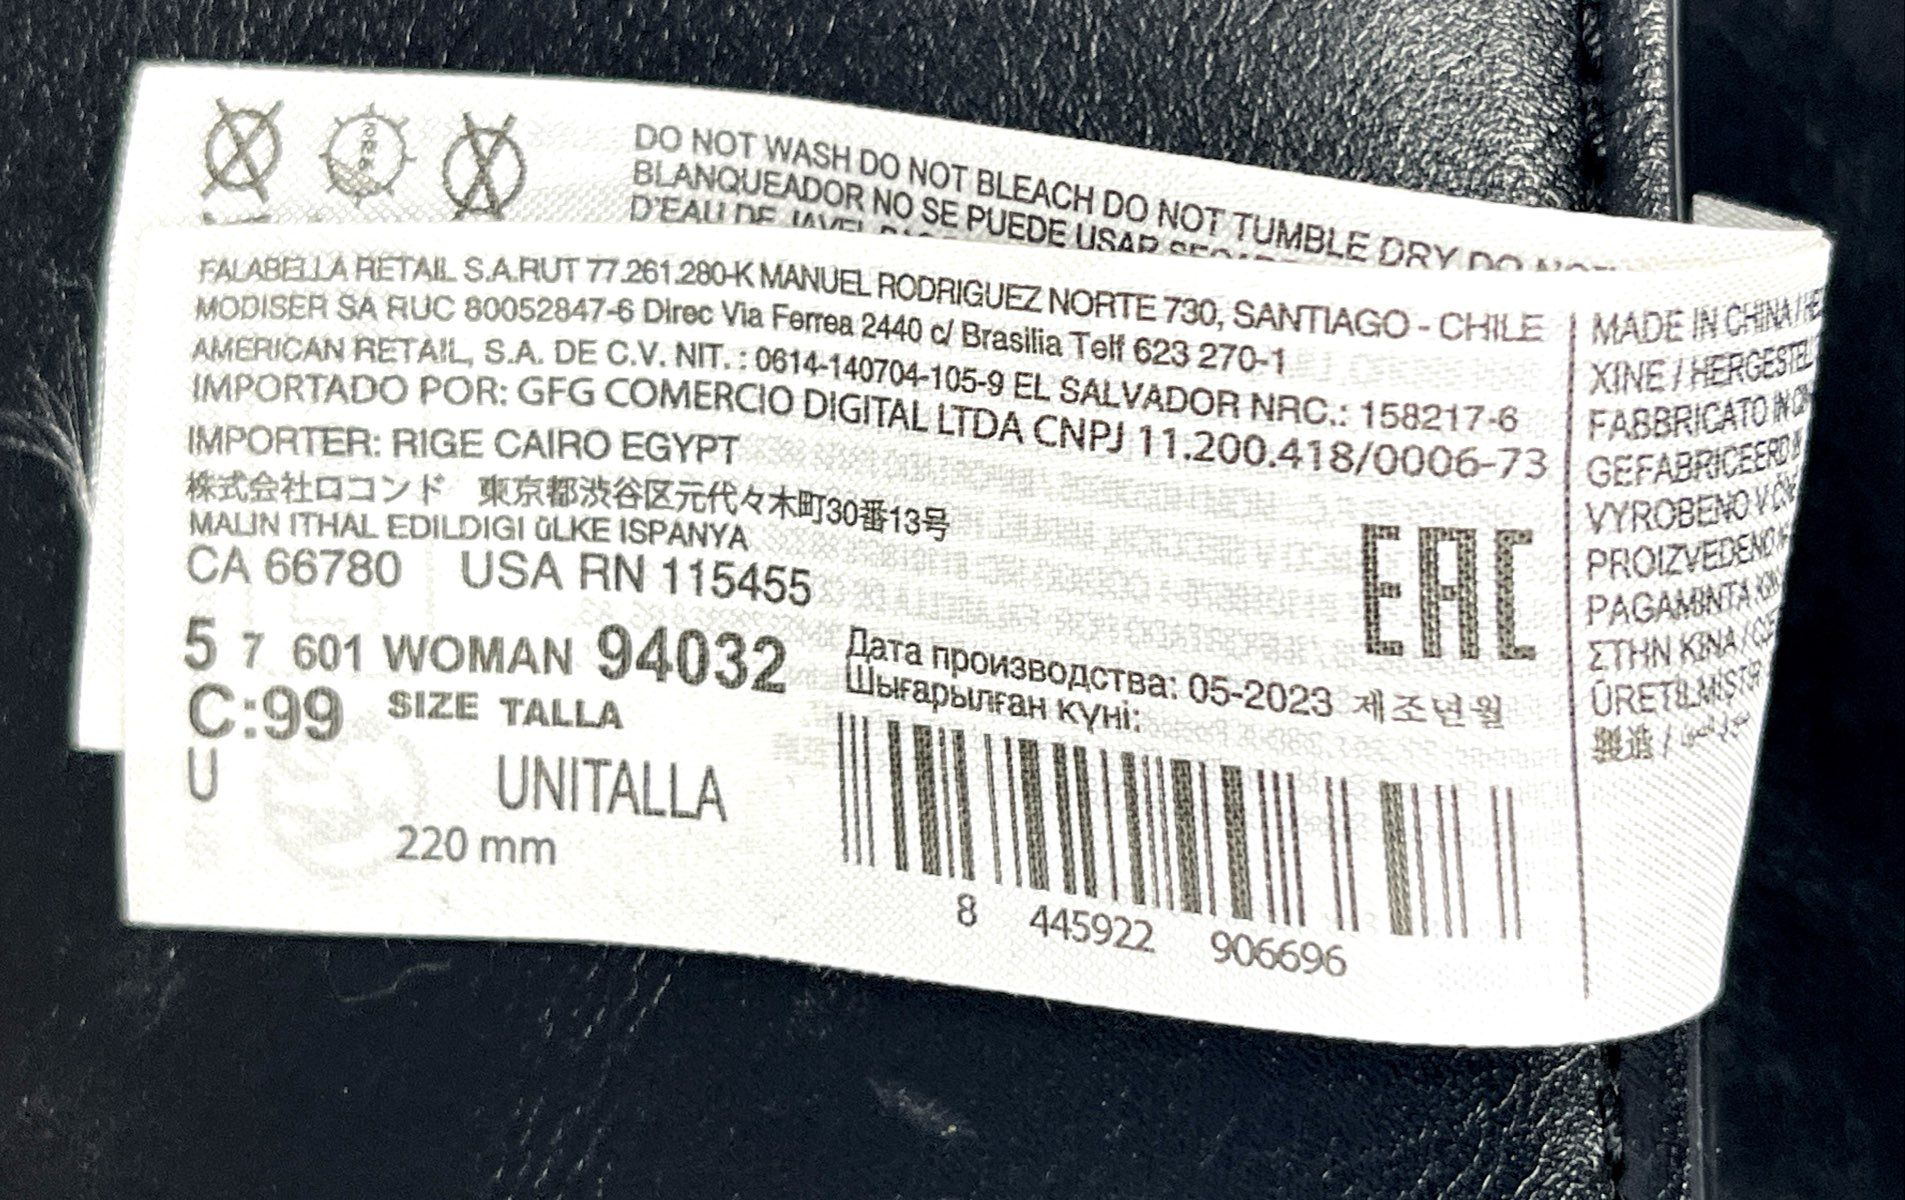 DO NOT WASH DO NOT BLEACH DO NOT TUMBLE DRY DO
BLANQUEADOR NO SE PUEDE USAR
D'EAU DE JAVEL
FALABELLA RETAIL S.A.RUT 77.261.280-K MANUEL RODRIGUEZ NORTE 730, SANTIAGO - CHILE
MODISER SA RUC 80052847-6 Direc Via Ferrea 2440 c/ Brasilia Telf 623 270-1
AMERICAN RETAIL, S.A. DE C.V. NIT. : 0614-140704-105-9 EL SALVADOR NRC.: 158217-6
IMPORTADO POR: GFG COMERCIO DIGITAL LTDA CNPJ 11.200.418/0006-73
IMPORTER: RIGE CAIRO EGYPT
株式会社ロコンド 東京都渋谷区元代々木町30番13号
MALIN ITHAL EDILDIGI üLKE ISPANYA
CA 66780 USA RN 115455
5 7 601 WOMAN 94032
C:99 SIZE TALLA
U UNITALLA
220 mm
EAC
Дата производства: 05-2023 제조년월
Шығарылған күні:
8 445922 906696
MADE IN CHINA /
XINE /
FABBRICATO IN
GEFABRICEERD
VYROBENO V
PROIZVEDENO
PAGAMINTA
ΣΤΗΝ ΚΙΝΑ /
製造 /